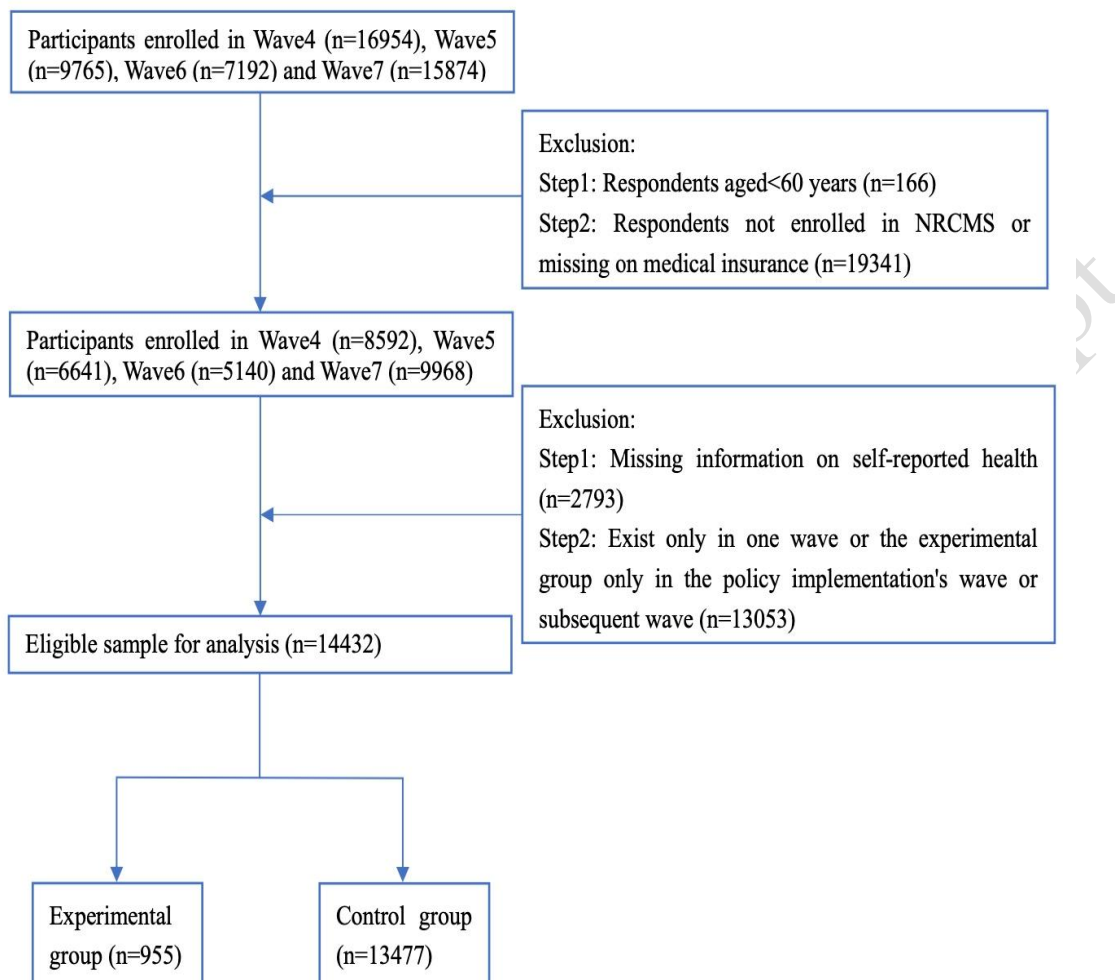 Participants enrolled in Wave4 (n=16954), Wave5
(n=9765), Wave6 (n=7192) and Wave7 (n=15874)
Exclusion:
Step1: Respondents aged<60 years (n=166)
Step2: Respondents not enrolled in NRCMS or
missing on medical insurance (n=19341)
Participants enrolled in Wave4 (n=8592), Wave5
(n=6641), Wave6 (n=5140) and Wave7 (n=9968)
Exclusion:
Step1: Missing information on self-reported health
(n=2793)
Step2: Exist only in one wave or the experimental
group only in the policy implementation's wave or
subsequent wave (n=13053)
Eligible sample for analysis (n=14432)
Experimental
group (n=955)
Control group
(n=13477)